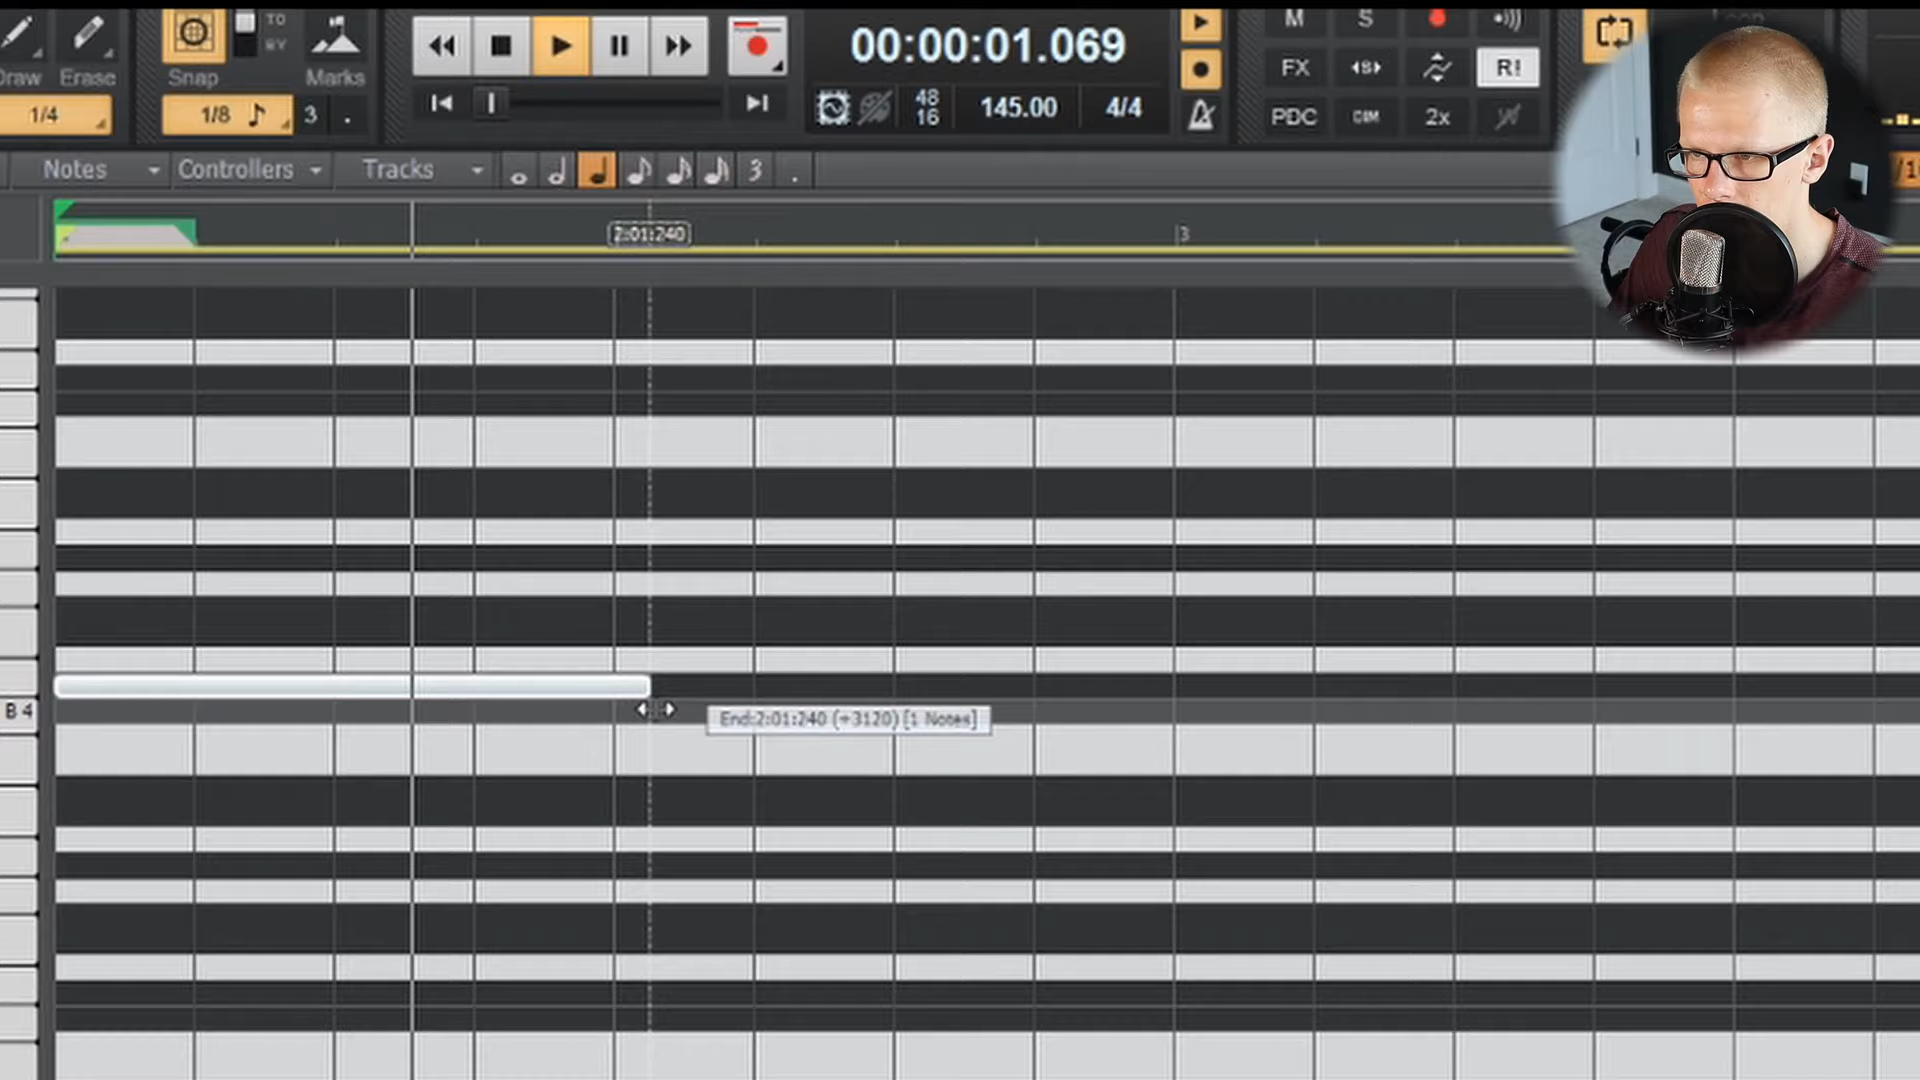 TO
BY
Draw
Erase
Snap
Marks
1/4
1/8
3
.
00:00:01.069
48
16
145.00
4/4
M
S
FX
R!
PDC
DIM
2x
Notes
Controllers
Tracks
3
.
2:01:240
3
B 4
End:2:01:240 (+3120) [1 Notes]